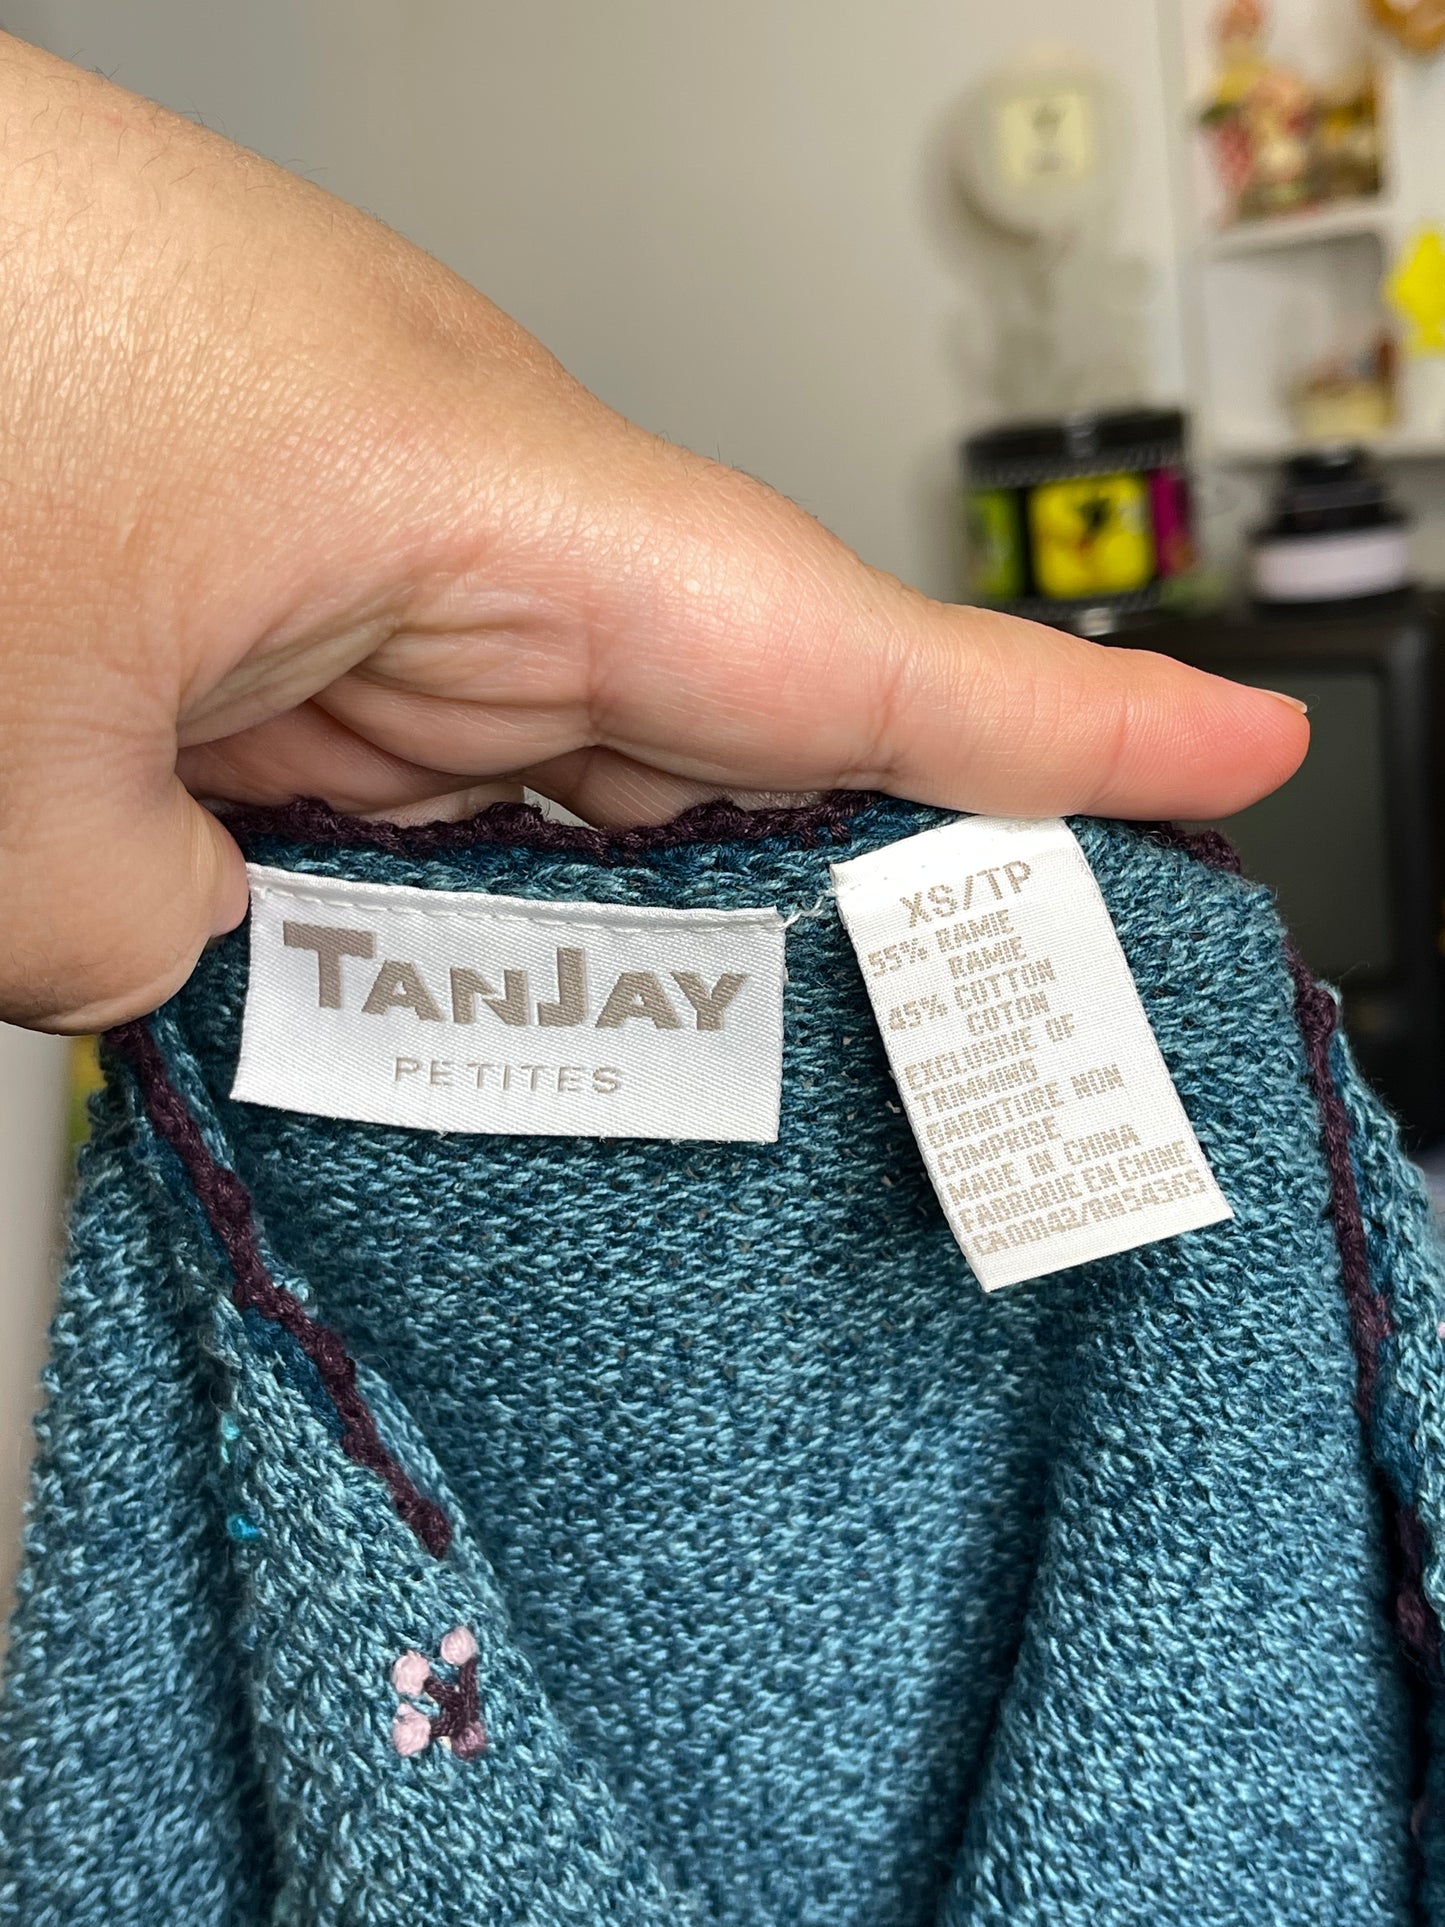 TANJAY
PETITES
XS/TP
55% RAMIE
RAMIE
45% COTTON
COTON
EXCLUSIVE OF
TRIMMING
GARNITURE NON
COMPRISE
MADE IN CHINA
FABRIQUE EN CHINE
CA00142/RN54365